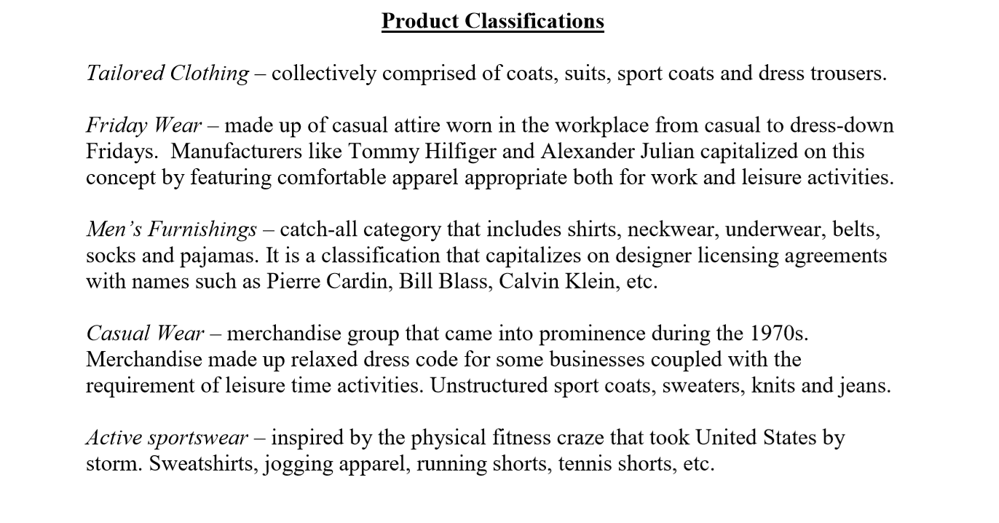 Product Classifications
Tailored Clothing – collectively comprised of coats, suits, sport coats and dress trousers.
Friday Wear – made up of casual attire worn in the workplace from casual to dress-down
Fridays.  Manufacturers like Tommy Hilfiger and Alexander Julian capitalized on this
concept by featuring comfortable apparel appropriate both for work and leisure activities.
Men’s Furnishings – catch-all category that includes shirts, neckwear, underwear, belts,
socks and pajamas. It is a classification that capitalizes on designer licensing agreements
with names such as Pierre Cardin, Bill Blass, Calvin Klein, etc.
Casual Wear – merchandise group that came into prominence during the 1970s.
Merchandise made up relaxed dress code for some businesses coupled with the
requirement of leisure time activities. Unstructured sport coats, sweaters, knits and jeans.
Active sportswear – inspired by the physical fitness craze that took United States by
storm. Sweatshirts, jogging apparel, running shorts, tennis shorts, etc.